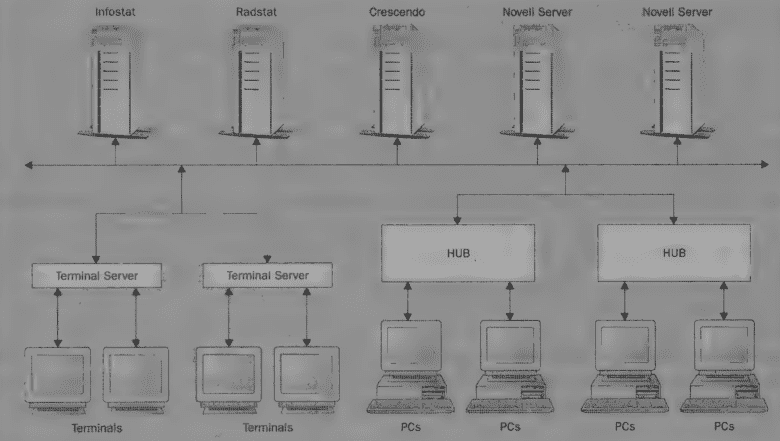 Infostat
Radstat
Crescendo
Novell Server
Novell Server
HUB
HUB
Terminal Server
Terminal Server
Terminals
Terminals
PCs
PCs
PCs
PCs